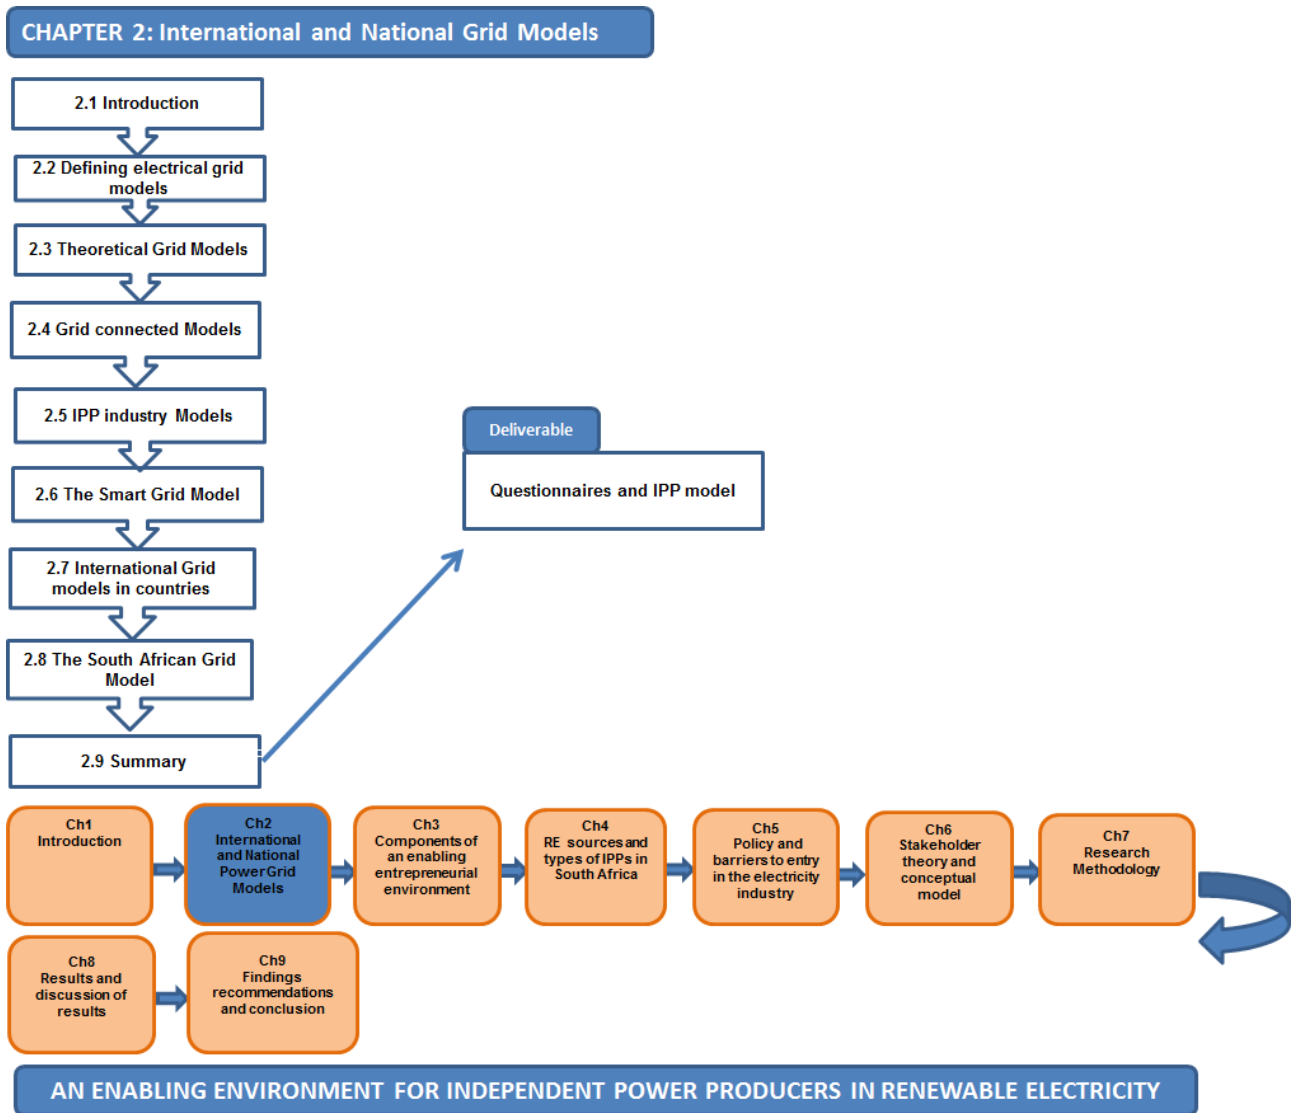 CHAPTER 2: International and National Grid Models
2.1 Introduction
2.2 Defining electrical grid
models
2.3 Theoretical Grid Models
2.4 Grid connected Models
2.5 IPP industry Models
2.6 The Smart Grid Model
2.7 International Grid
models in countries
2.8 The South African Grid
Model
2.9 Summary
Deliverable
Questionnaires and IPP model
Ch1
Introduction
Ch2
International
and National
Power Grid
Models
Ch3
Components of
an enabling
entrepreneurial
environment
Ch4
RE sources and
types of IPPs in
South Africa
Ch5
Policy and
barriers to entry
in the electricity
industry
Ch6
Stakeholder
theory and
conceptual
model
Ch7
Research
Methodology
Ch8
Results and
discussion of
results
Ch9
Findings
recommendations
and conclusion
AN ENABLING ENVIRONMENT FOR INDEPENDENT POWER PRODUCERS IN RENEWABLE ELECTRICITY